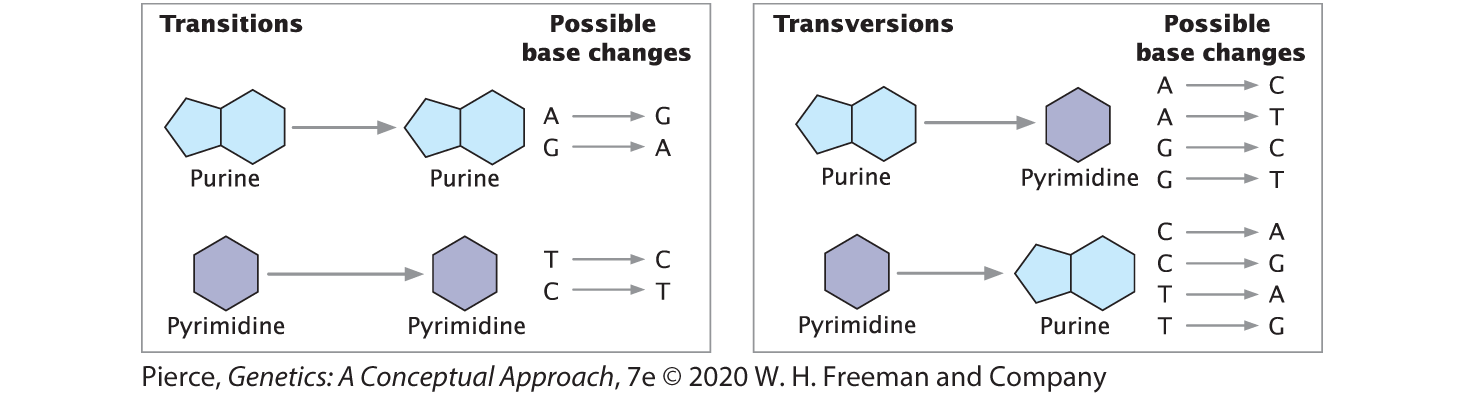 Transitions
Possible
base changes
Purine
Purine
A → G
G → A
Pyrimidine
Pyrimidine
T → C
C → T
Transversions
Possible
base changes
Purine
Pyrimidine
A → C
A → T
G → C
G → T
Pyrimidine
Purine
C → A
C → G
T → A
T → G
Pierce, Genetics: A Conceptual Approach, 7e © 2020 W. H. Freeman and Company